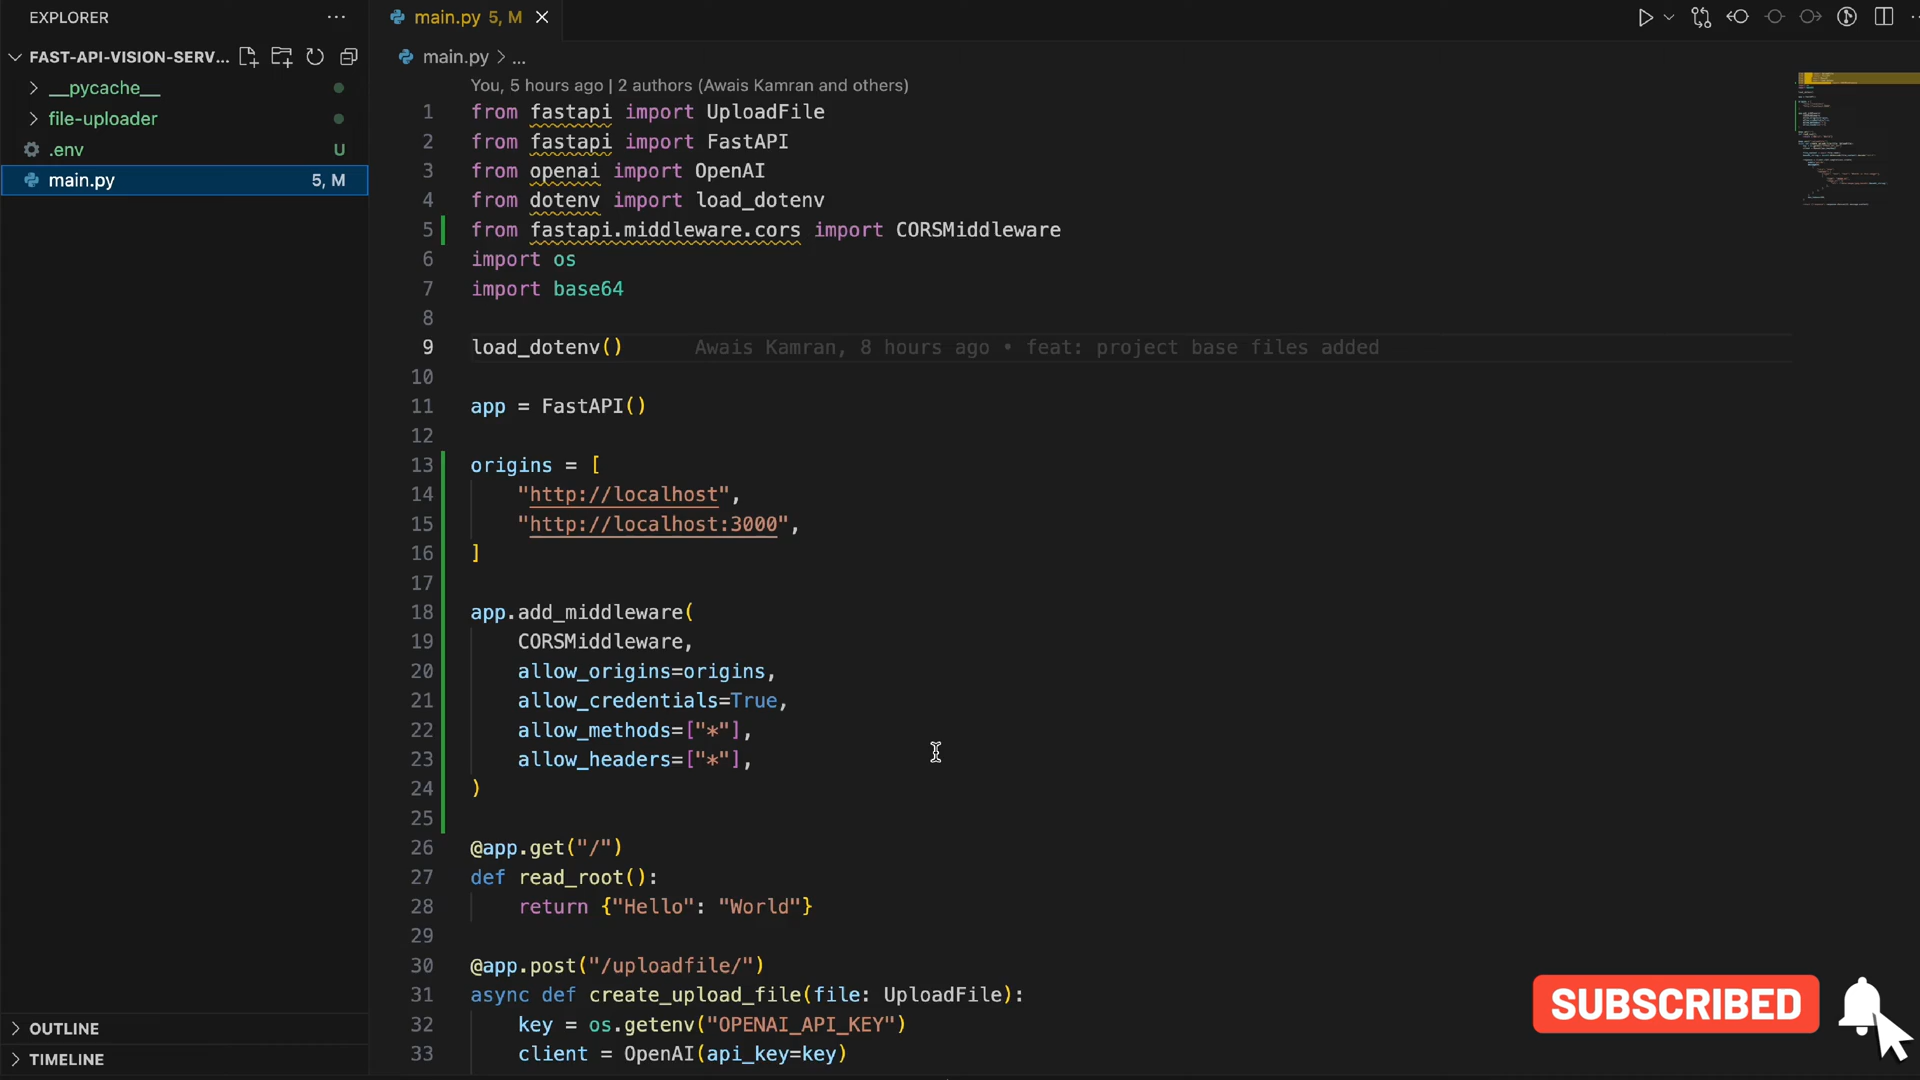 EXPLORER
main.py 5, M
FAST-API-VISION-SERV...
__pycache__
file-uploader
.env U
main.py 5, M
OUTLINE
TIMELINE
main.py > ...
You, 5 hours ago | 2 authors (Awais Kamran and others)
1 from fastapi import UploadFile
2 from fastapi import FastAPI
3 from openai import OpenAI
4 from dotenv import load_dotenv
5 from fastapi.middleware.cors import CORSMiddleware
6 import os
7 import base64
8
9 load_dotenv() Awais Kamran, 8 hours ago • feat: project base files added
10
11 app = FastAPI()
12
13 origins = [
14 "http://localhost",
15 "http://localhost:3000",
16 ]
17
18 app.add_middleware(
19 CORSMiddleware,
20 allow_origins=origins,
21 allow_credentials=True,
22 allow_methods=["*"],
23 allow_headers=["*"],
24 )
25
26 @app.get("/")
27 def read_root():
28 return {"Hello": "World"}
29
30 @app.post("/uploadfile/")
31 async def create_upload_file(file: UploadFile):
32 key = os.getenv("OPENAI_API_KEY")
33 client = OpenAI(api_key=key)
SUBSCRIBED